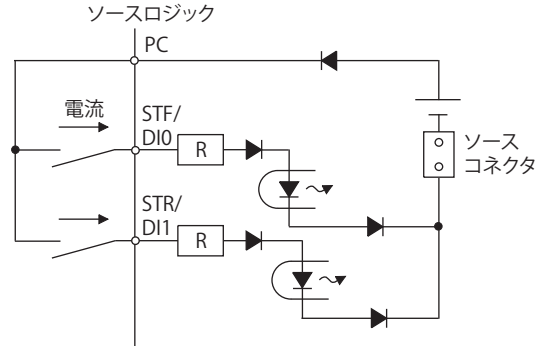 ソースロジック
PC
電流
STF/
DI0
R
ソース
コネクタ
STR/
DI1
R